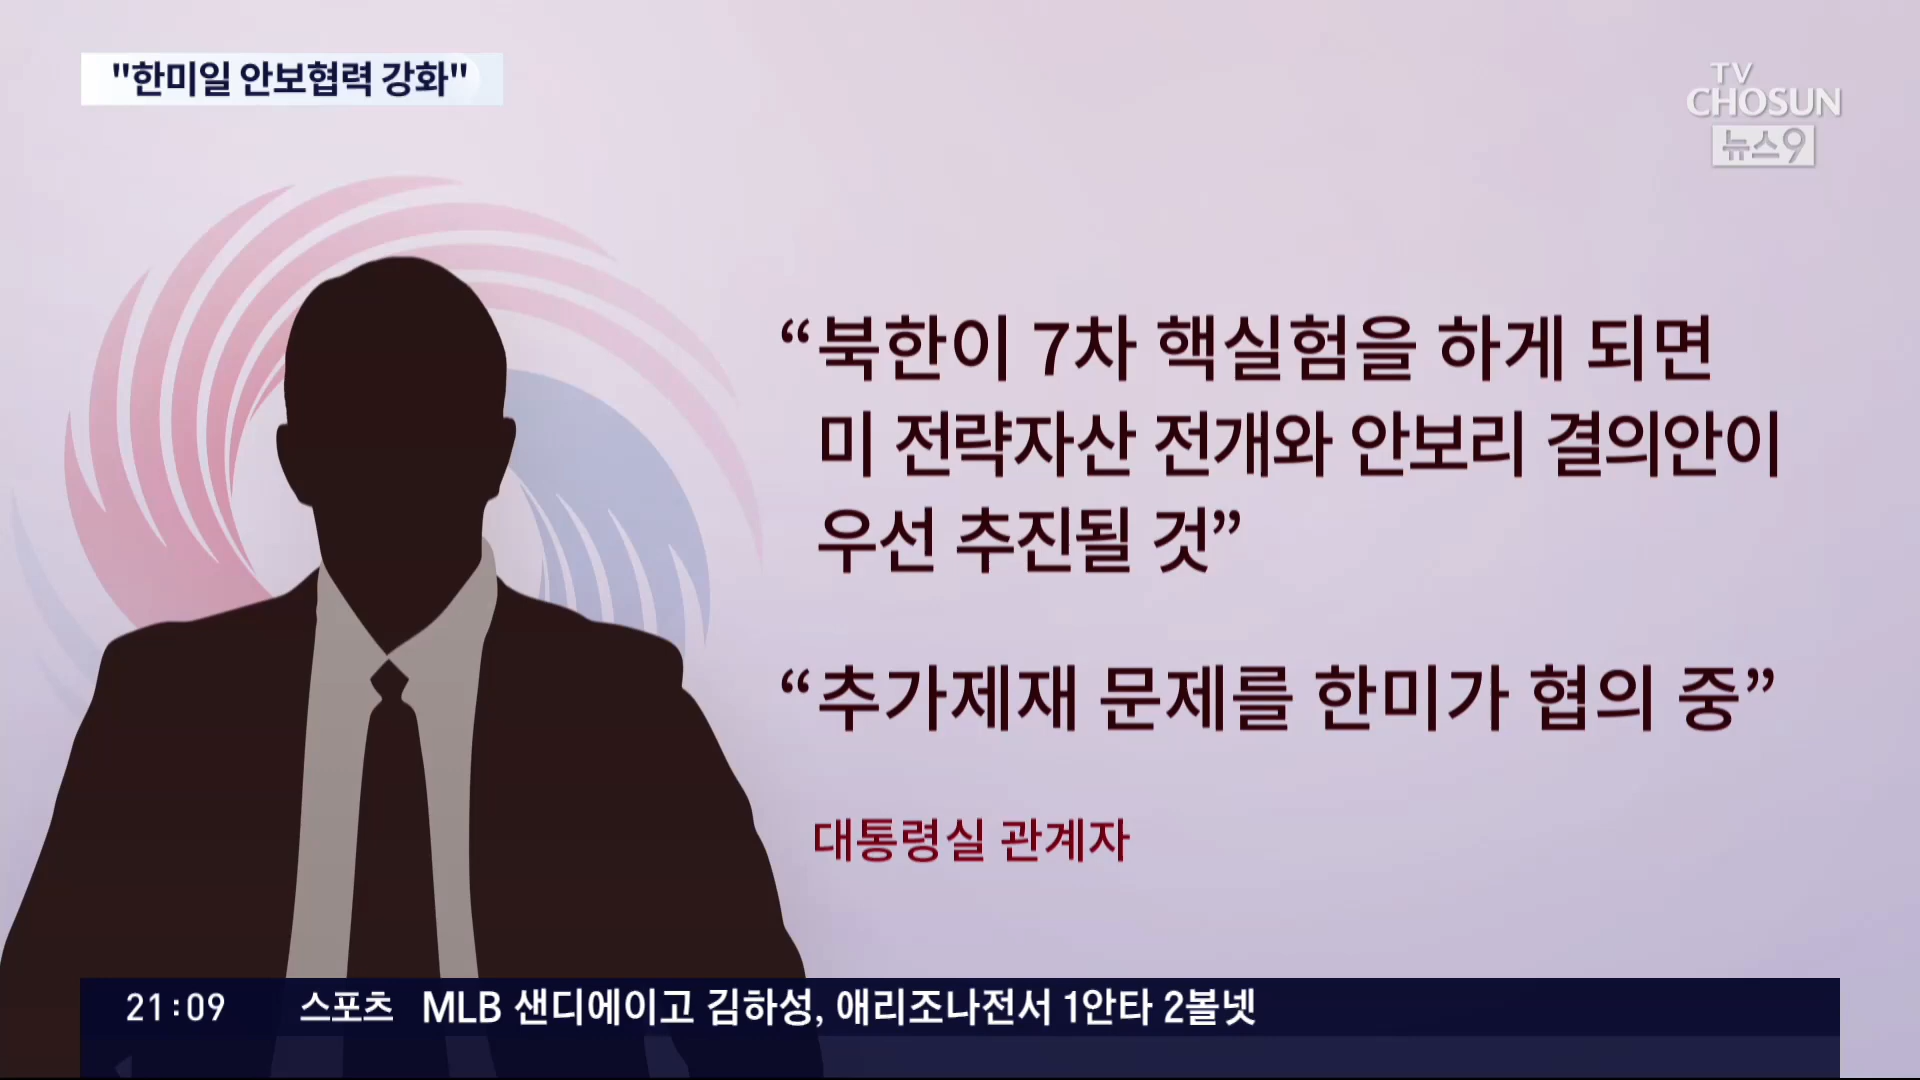 "한미일 안보협력 강화"
TV
CHOSUN
뉴스9
“북한이 7차 핵실험을 하게 되면
미 전략자산 전개와 안보리 결의안이
우선 추진될 것”
“추가제재 문제를 한미가 협의 중”
대통령실 관계자
21:09 스포츠 MLB 샌디에이고 김하성, 애리조나전서 1안타 2볼넷